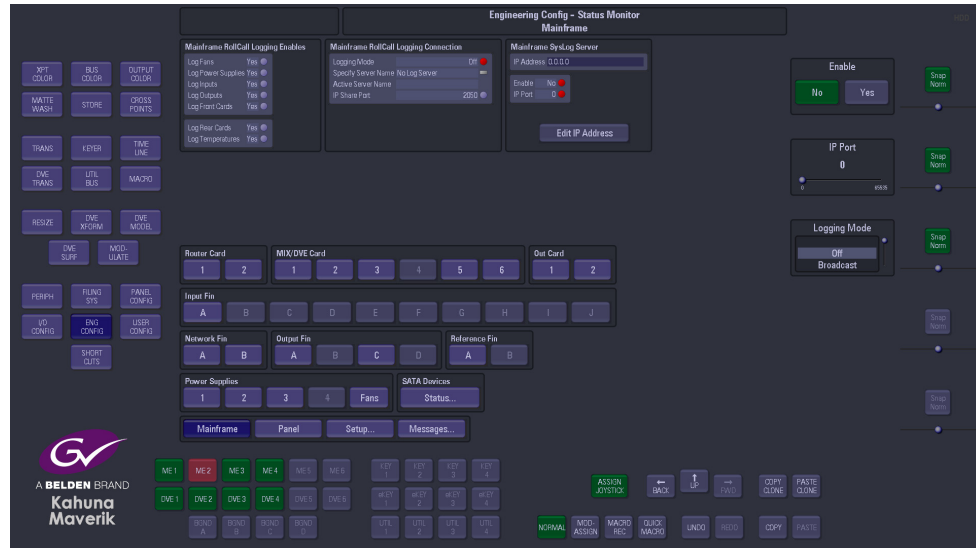 Engineering Config - Status Monitor
Mainframe
XPT COLOR
BUS COLOR
OUTPUT COLOR
MATTE WASH
STORE
CROSS POINTS
TRANS
KEYER
TIME LINE
DVE TRANS
UTIL BUS
MACRO
RESIZE
DVE XFORM
DVE MODEL
DVE SURF
MOD-ULATE
PERIPH
FILING SYS
PANEL CONFIG
I/O CONFIG
ENG CONFIG
USER CONFIG
SHORT CUTS
Mainframe RollCall Logging Enables
Log Fans Yes
Log Power Supplies Yes
Log Inputs Yes
Log Outputs Yes
Log Front Cards Yes
Log Rear Cards Yes
Log Temperatures Yes
Mainframe RollCall Logging Connection
Logging Mode Off
Specify Server Name No Log Server
Active Server Name
IP Share Port 2050
Mainframe SysLog Server
IP Address 0.0.0.0
Enable No
IP Port 0
Edit IP Address
Enable
No Yes
Snap Norm
IP Port
0
0 65535
Snap Norm
Logging Mode
Off
Broadcast
Snap Norm
Snap Norm
Snap Norm
Router Card
1 2
MIX/DVE Card
1 2 3 4 5 6
Out Card
1 2
Input Fin
A B C D E F G H I J
Network Fin
A B
Output Fin
A B C D
Reference Fin
A B
Power Supplies
1 2 3 4 Fans
SATA Devices
Status...
Mainframe Panel Setup... Messages...
GV
A BELDEN BRAND
Kahuna
Maverik
ME 1 ME 2 ME 3 ME 4 ME 5 ME 6
DVE 1 DVE 2 DVE 3 DVE 4 DVE 5 DVE 6
BGND A BGND B BGND C BGND D
KEY 1 KEY 2 KEY 3 KEY 4
eKEY 1 eKEY 2 eKEY 3 eKEY 4
UTIL 1 UTIL 2 UTIL 3 UTIL 4
ASSIGN JOYSTICK
BACK
UP
FWD
COPY CLONE
PASTE CLONE
NORMAL
MOD-ASSIGN
MACRO REC
QUICK MACRO
UNDO
REDO
COPY
PASTE